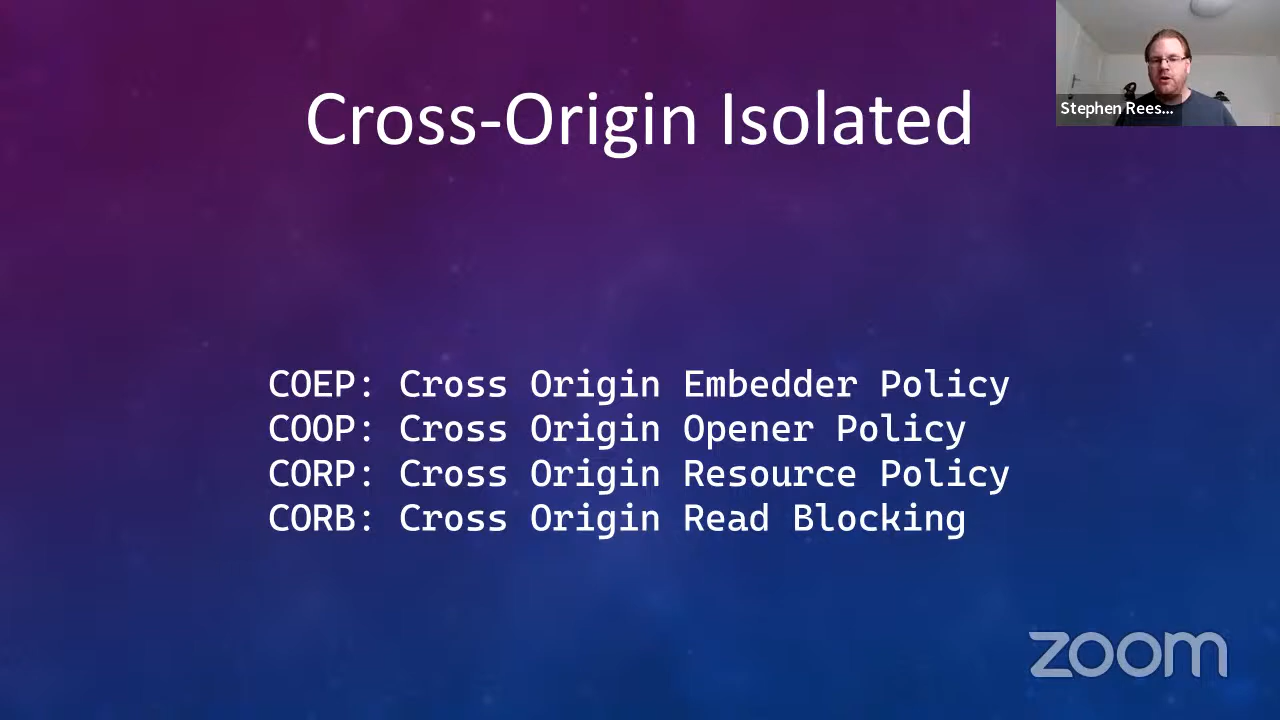 Cross-Origin Isolated
Stephen Rees...
COEP: Cross Origin Embedder Policy
COOP: Cross Origin Opener Policy
CORP: Cross Origin Resource Policy
CORB: Cross Origin Read Blocking
zoom